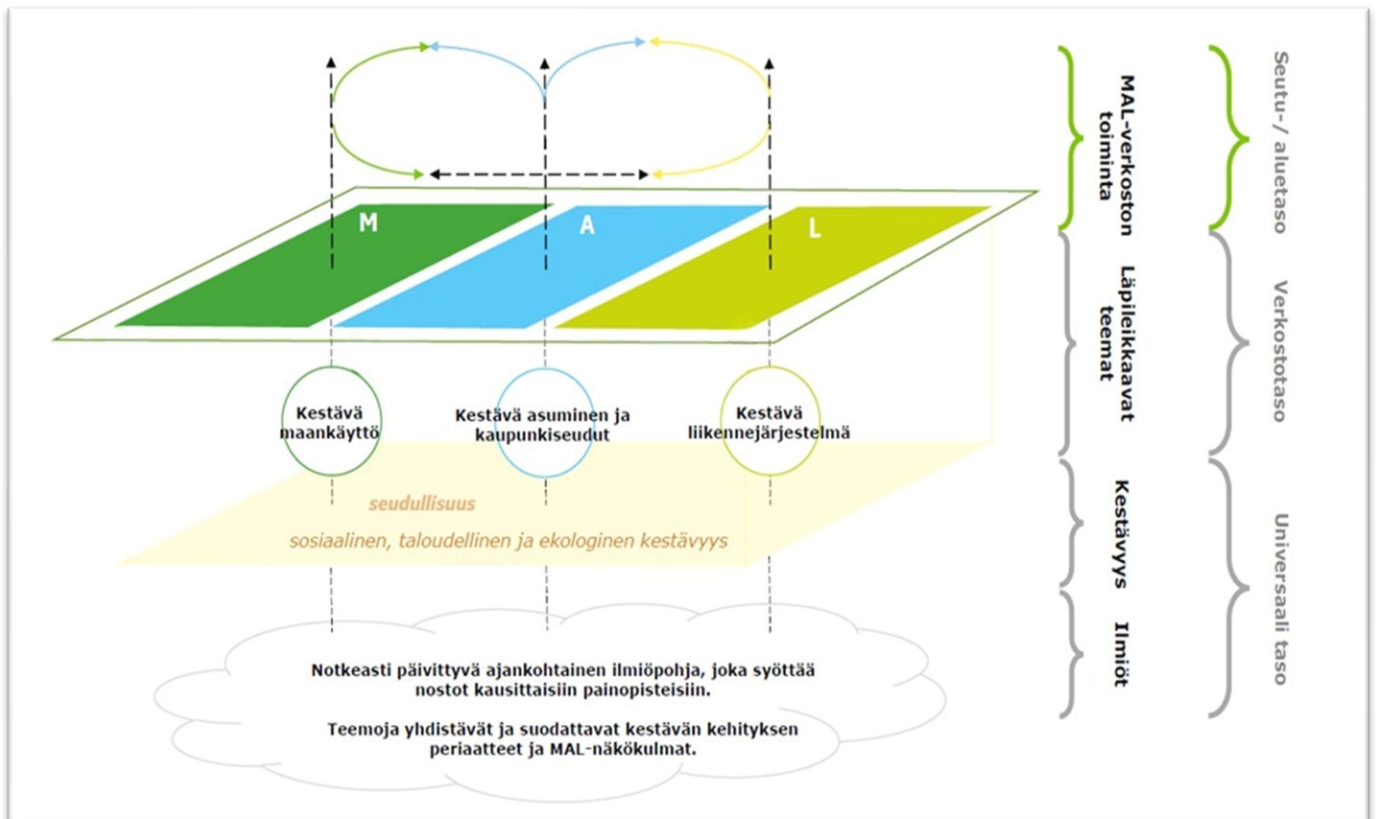 M
A
L
Kestävä
maankäyttö
Kestävä asuminen ja
kaupunkiseudut
Kestävä
liikennejärjestelmä
seudullisuus
sosiaalinen, taloudellinen ja ekologinen kestävyys
Notkeasti päivittyvä ajankohtainen ilmiöpohja, joka syöttää
nostot kausittaisiin painopisteisiin.
Teemoja yhdistävät ja suodattavat kestävän kehityksen
periaatteet ja MAL-näkökulmat.
MAL-verkoston
toiminta
Läpileikkaavat
teemat
Kestävyys
Ilmiöt
Seutu-/ aluetaso
Verkostotaso
Universaali taso